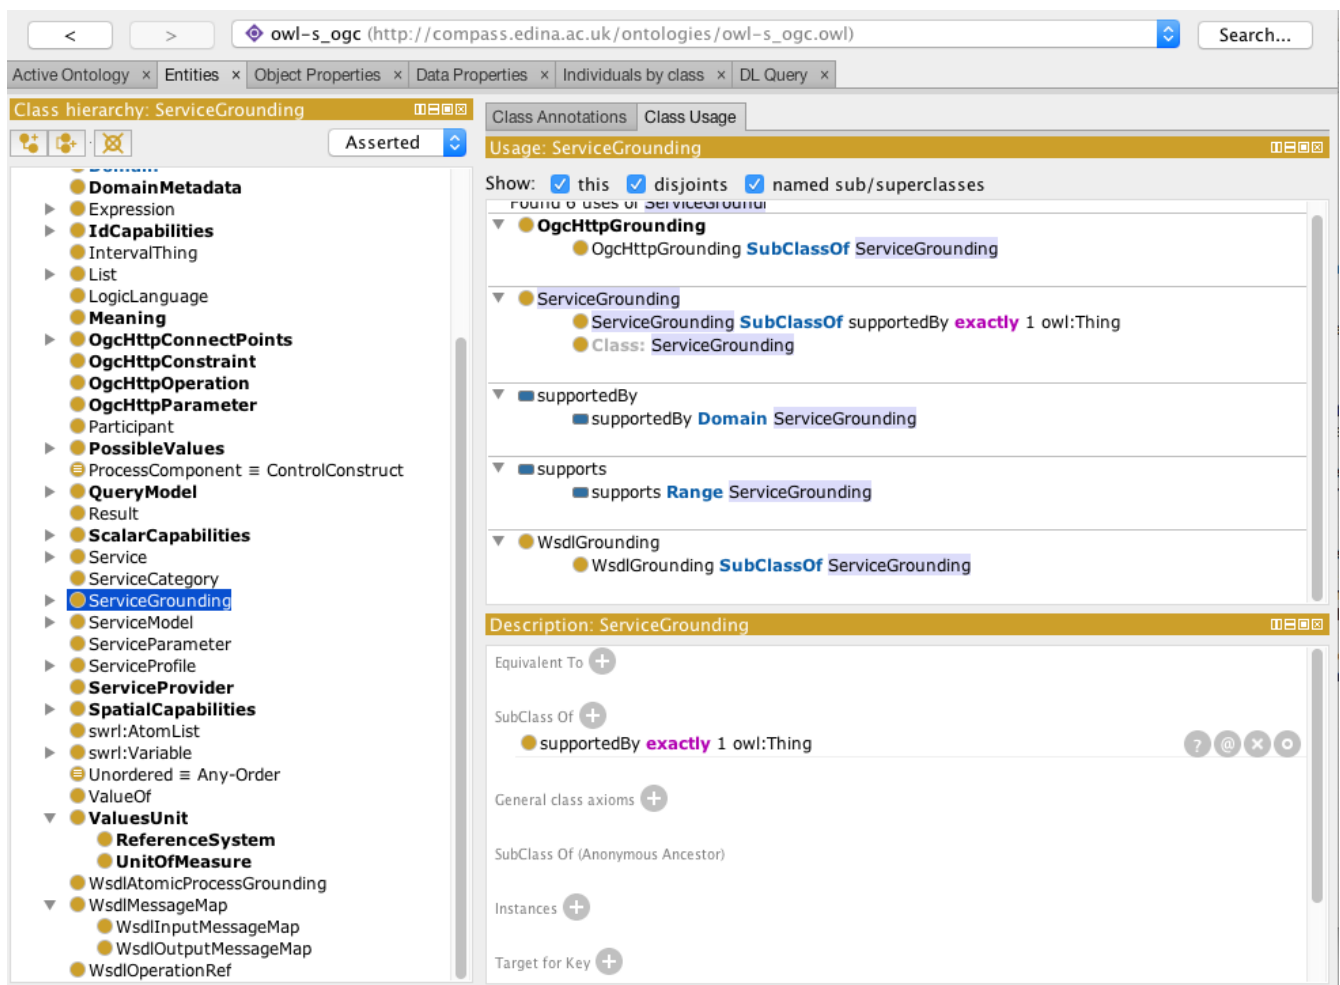 < > owl-s_ogc (http://compass.edina.ac.uk/ontologies/owl-s_ogc.owl) Search...
Active Ontology × Entities × Object Properties × Data Properties × Individuals by class × DL Query ×
Class hierarchy: ServiceGrounding
Asserted
Domain
DomainMetadata
Expression
IdCapabilities
IntervalThing
List
LogicLanguage
Meaning
OgcHttpConnectPoints
OgcHttpConstraint
OgcHttpOperation
OgcHttpParameter
Participant
PossibleValues
ProcessComponent ≡ ControlConstruct
QueryModel
Result
ScalarCapabilities
Service
ServiceCategory
ServiceGrounding
ServiceModel
ServiceParameter
ServiceProfile
ServiceProvider
SpatialCapabilities
swrl:AtomList
swrl:Variable
Unordered ≡ Any-Order
ValueOf
ValuesUnit
ReferenceSystem
UnitOfMeasure
WsdlAtomicProcessGrounding
WsdlMessageMap
WsdlInputMessageMap
WsdlOutputMessageMap
WsdlOperationRef
Class Annotations Class Usage
Usage: ServiceGrounding
Show: this disjoints named sub/superclasses
Found 6 uses of ServiceGroundi
OgcHttpGrounding
OgcHttpGrounding SubClassOf ServiceGrounding
ServiceGrounding
ServiceGrounding SubClassOf supportedBy exactly 1 owl:Thing
Class: ServiceGrounding
supportedBy
supportedBy Domain ServiceGrounding
supports
supports Range ServiceGrounding
WsdlGrounding
WsdlGrounding SubClassOf ServiceGrounding
Description: ServiceGrounding
Equivalent To +
SubClass Of +
supportedBy exactly 1 owl:Thing ? @ × o
General class axioms +
SubClass Of (Anonymous Ancestor)
Instances +
Target for Key +